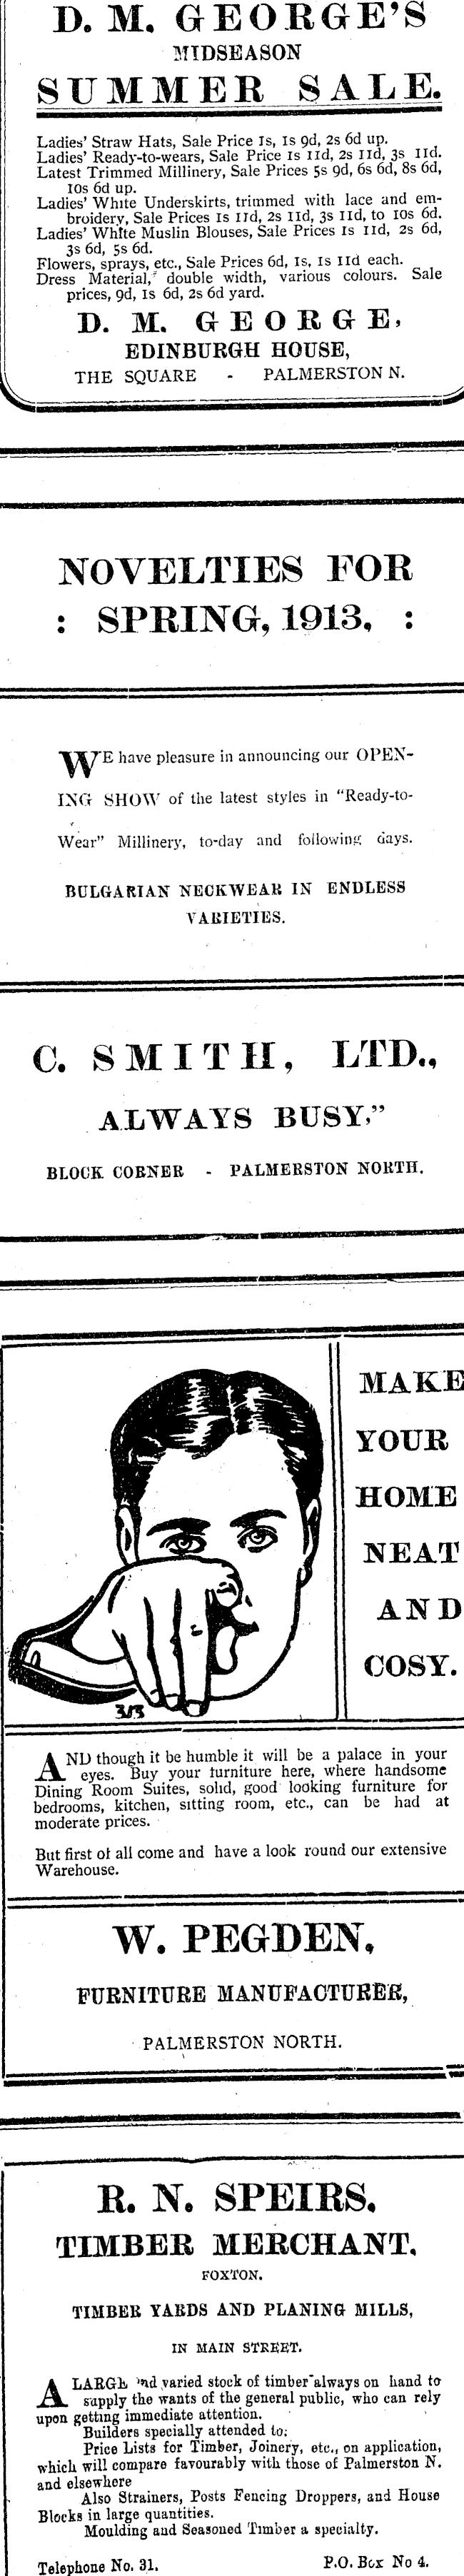 D. M. GEORGE'S
MIDSEASON
SUMMER SALE.
Ladies' Straw Hats, Sale Price 1s, 1s 9d, 2s 6d up.
Ladies' Ready-to-wears, Sale Price 1s 11d, 2s 11d, 3s 11d.
Latest Trimmed Millinery, Sale Prices 5s 9d, 6s 6d, 8s 6d,
10s 6d up.
Ladies' White Underskirts, trimmed with lace and em-
broidery, Sale Prices 1s 11d, 2s 11d, 3s 11d, to 10s 6d.
Ladies' White Muslin Blouses, Sale Prices 1s 11d, 2s 6d,
3s 6d, 5s 6d.
Flowers, sprays, etc., Sale Prices 6d, 1s, 1s 11d each.
Dress Material, double width, various colours. Sale
prices, 9d, 1s 6d, 2s 6d yard.
D. M. GEORGE,
EDINBURGH HOUSE,
THE SQUARE - PALMERSTON N.
NOVELTIES FOR
: SPRING, 1913, :
WE have pleasure in announcing our OPEN-
ING SHOW of the latest styles in "Ready-to-
Wear" Millinery, to-day and following days.
BULGARIAN NECKWEAR IN ENDLESS
VARIETIES.
C. SMITH, LTD.,
ALWAYS BUSY,"
BLOCK CORNER - PALMERSTON NORTH.
MAKE
YOUR
HOME
NEAT
AND
COSY.
3/3
AND though it be humble it will be a palace in your
eyes. Buy your furniture here, where handsome
Dining Room Suites, solid, good looking furniture for
bedrooms, kitchen, sitting room, etc., can be had at
moderate prices.
But first of all come and have a look round our extensive
Warehouse.
W. PEGDEN,
FURNITURE MANUFACTURER,
PALMERSTON NORTH.
R. N. SPEIRS.
TIMBER MERCHANT.
FOXTON.
TIMBER YARDS AND PLANING MILLS,
IN MAIN STREET.
A LARGE and varied stock of timber always on hand to
supply the wants of the general public, who can rely
upon getting immediate attention.
Builders specially attended to.
Price Lists for Timber, Joinery, etc., on application,
which will compare favourably with those of Palmerston N.
and elsewhere
Also Strainers, Posts Fencing Droppers, and House
Blocks in large quantities.
Moulding and Seasoned Timber a specialty.
Telephone No. 31. P.O. Box No 4.